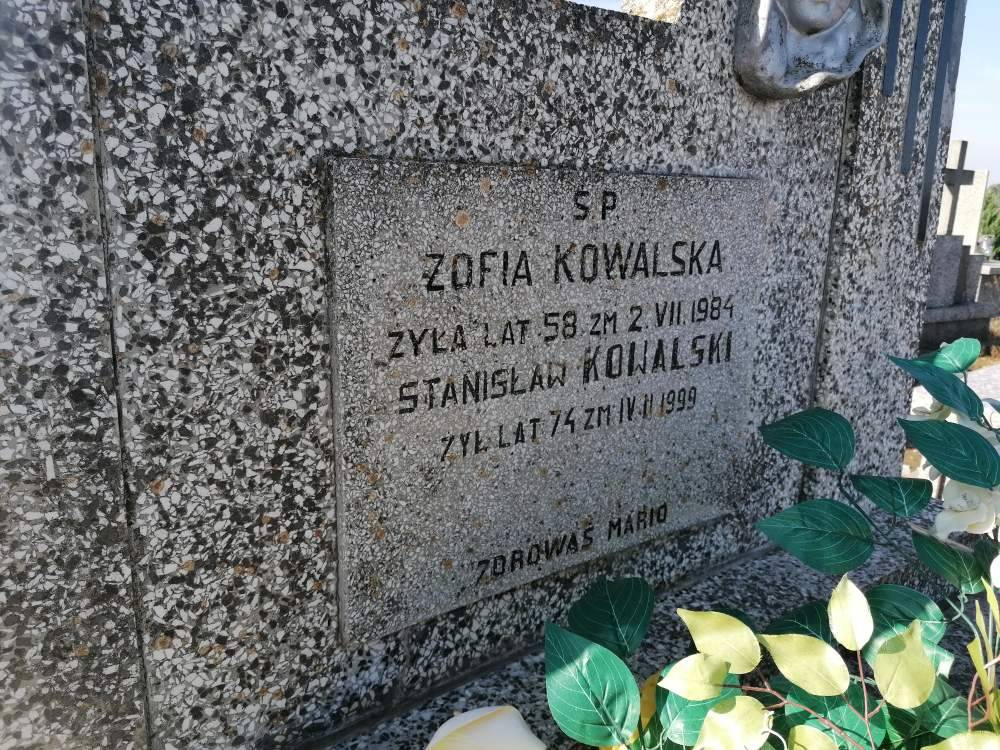 Ś.P.
ZOFIA KOWALSKA
ŻYŁA LAT 58 ZM 2.VII.1984
STANISŁAW KOWALSKI
ŻYŁ LAT 74 ZM IV II 1999
ZDROWAŚ MARIO